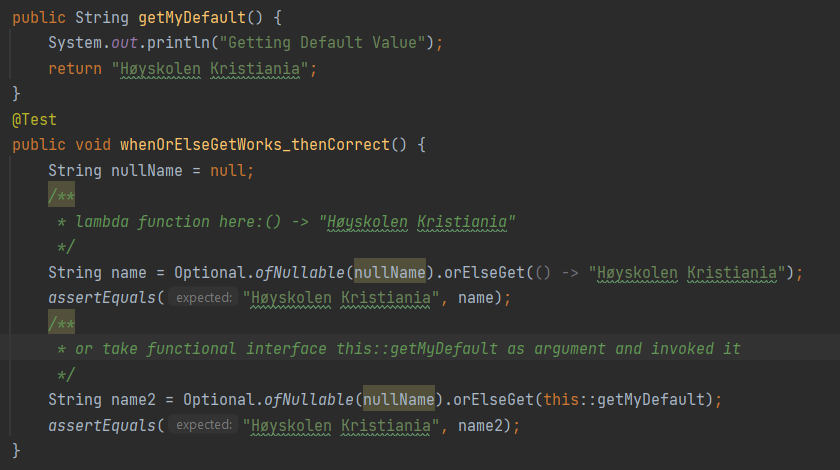 public String getMyDefault() {
    System.out.println("Getting Default Value");
    return "Høyskolen Kristiania";
}
@Test
public void whenOrElseGetWorks_thenCorrect() {
    String nullName = null;
    /**
     * lambda function here:() -> "Høyskolen Kristiania"
     */
    String name = Optional.ofNullable(nullName).orElseGet(() -> "Høyskolen Kristiania");
    assertEquals( expected: "Høyskolen Kristiania", name);
    /**
     * or take functional interface this::getMyDefault as argument and invoked it
     */
    String name2 = Optional.ofNullable(nullName).orElseGet(this::getMyDefault);
    assertEquals( expected: "Høyskolen Kristiania", name2);
}